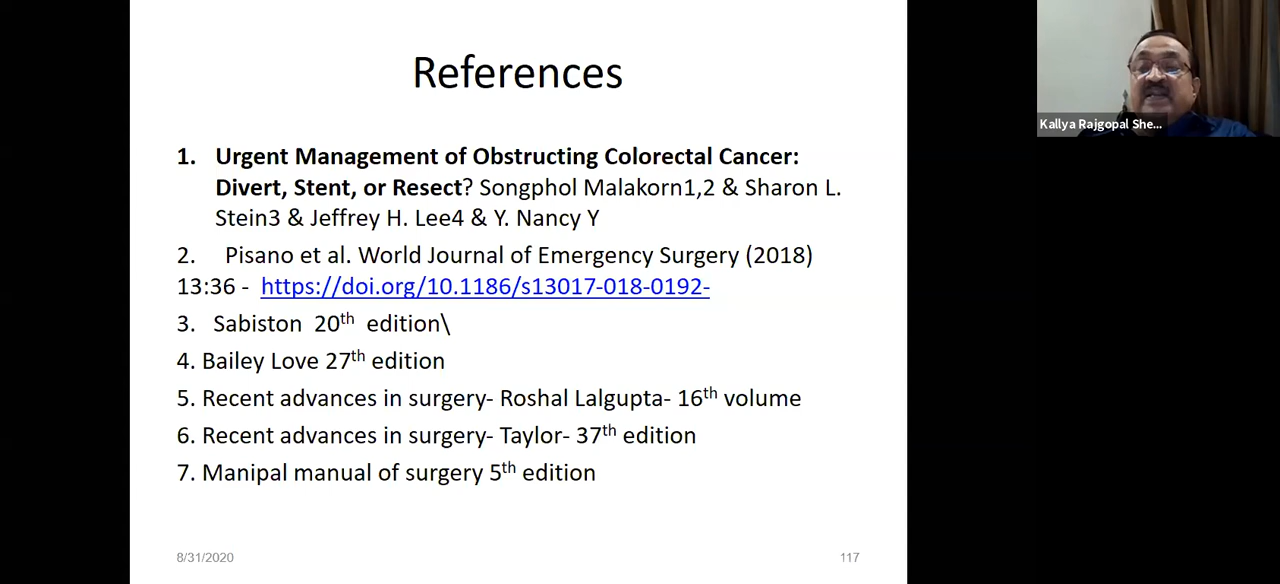 References
1. Urgent Management of Obstructing Colorectal Cancer:
Divert, Stent, or Resect? Songphol Malakorn1,2 & Sharon L.
Stein3 & Jeffrey H. Lee4 & Y. Nancy Y
2. Pisano et al. World Journal of Emergency Surgery (2018)
13:36 - https://doi.org/10.1186/s13017-018-0192-
3. Sabiston 20th edition\
4. Bailey Love 27th edition
5. Recent advances in surgery- Roshal Lalgupta- 16th volume
6. Recent advances in surgery- Taylor- 37th edition
7. Manipal manual of surgery 5th edition
8/31/2020
117
Kallya Rajgopal She...